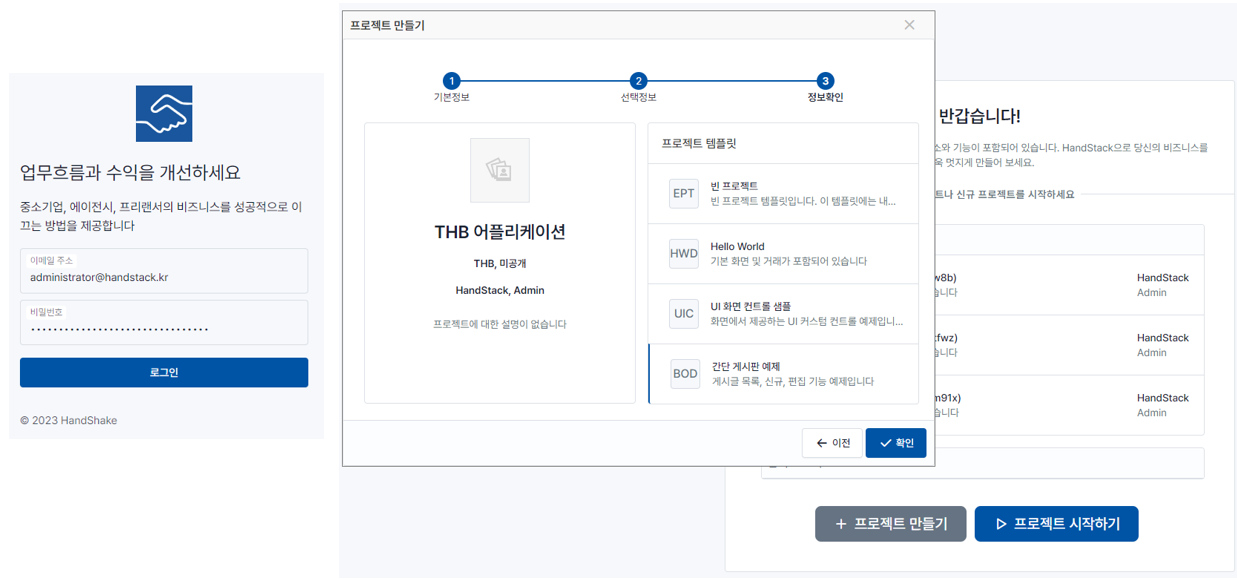 업무흐름과 수익을 개선하세요
중소기업, 에이전시, 프리랜서의 비즈니스를 성공적으로 이
끄는 방법을 제공합니다
이메일 주소
administrator@handstack.kr
비밀번호
로그인
© 2023 HandShake
프로젝트 만들기
1
2
3
기본정보
선택정보
정보확인
THB 어플리케이션
THB, 미공개
HandStack, Admin
프로젝트에 대한 설명이 없습니다
프로젝트 템플릿
EPT
빈 프로젝트
빈 프로젝트 템플릿입니다. 이 템플릿에는 내...
HWD
Hello World
기본 화면 및 거래가 포함되어 있습니다
UIC
UI 화면 컨트롤 샘플
화면에서 제공하는 UI 커스텀 컨트롤 예제입니...
BOD
간단 게시판 예제
게시글 목록, 신규, 편집 기능 예제입니다
이전
확인
반갑습니다!
소와 기능이 포함되어 있습니다. HandStack으로 당신의 비즈니스를
욱 멋지게 만들어 보세요.
트나 신규 프로젝트를 시작하세요
w8b)
HandStack
습니다
Admin
fwz)
HandStack
습니다
Admin
m91x)
HandStack
습니다
Admin
프로젝트 만들기
프로젝트 시작하기